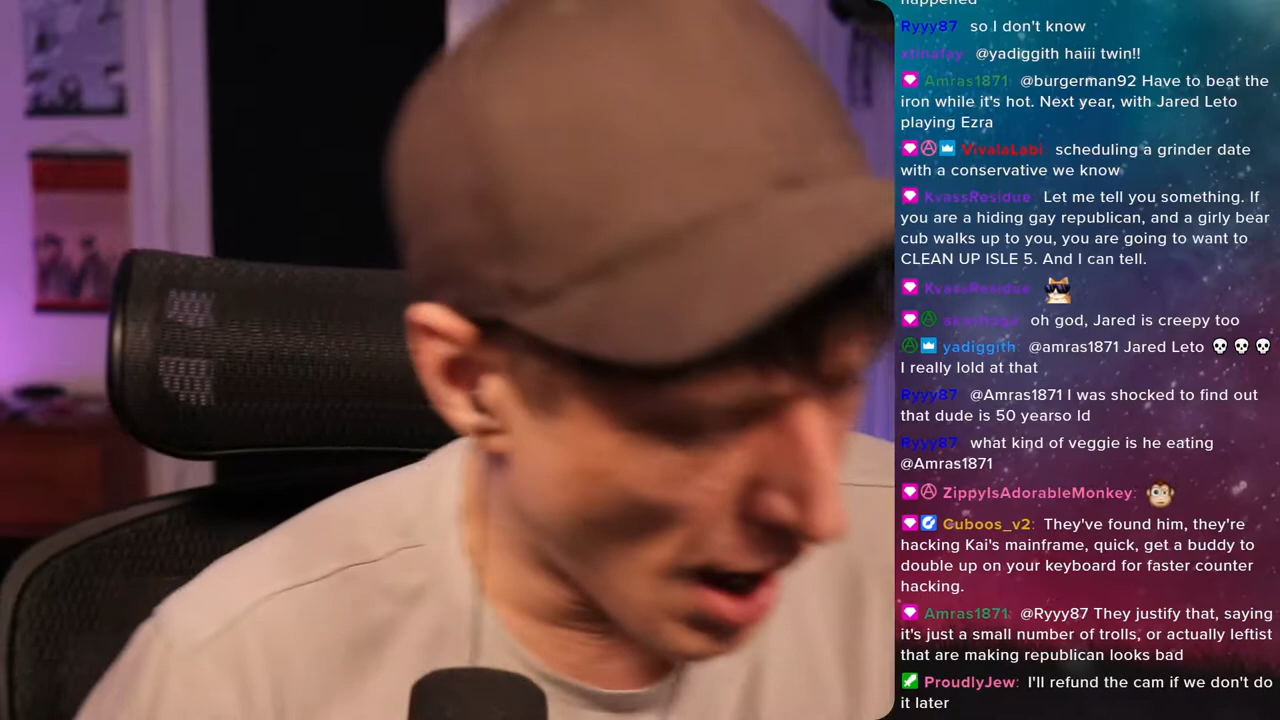 happened
Ryyy87 so I don't know
xtinafay @yadiggith haiii twin!!
Amras1871: @burgerman92 Have to beat the
iron while it's hot. Next year, with Jared Leto
playing Ezra
VivalaLabi scheduling a grinder date
with a conservative we know
KvassResidue Let me tell you something. If
you are a hiding gay republican, and a girly bear
cub walks up to you, you are going to want to
CLEAN UP ISLE 5. And I can tell.
KvassResidue
oh god, Jared is creepy too
yadiggith: @amras1871 Jared Leto 💀 💀 💀
I really lold at that
Ryyy87 @Amras1871 I was shocked to find out
that dude is 50 yearso ld
Ryyy87 what kind of veggie is he eating
@Amras1871
ZippyIsAdorableMonkey:
Cuboos_v2: They've found him, they're
hacking Kai's mainframe, quick, get a buddy to
double up on your keyboard for faster counter
hacking.
Amras1871: @Ryyy87 They justify that, saying
it's just a small number of trolls, or actually leftist
that are making republican looks bad
ProudlyJew: I'll refund the cam if we don't do
it later